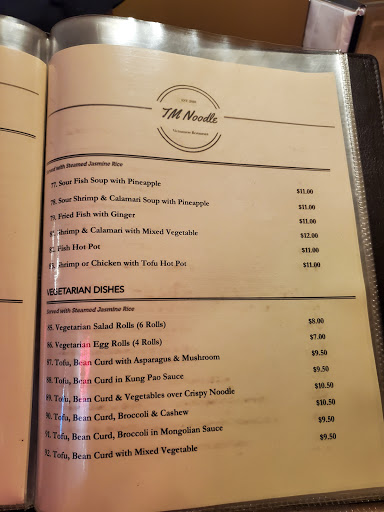 EST. 2000
TM Noodle
Vietnamese Restaurant
Served with Steamed Jasmine Rice
77. Sour Fish Soup with Pineapple $11.00
78. Sour Shrimp & Calamari Soup with Pineapple $11.00
79. Fried Fish with Ginger $11.00
Shrimp & Calamari with Mixed Vegetable $12.00
82. Fish Hot Pot $11.00
83. Shrimp or Chicken with Tofu Hot Pot $11.00
VEGETARIAN DISHES
Served with Steamed Jasmine Rice
85. Vegetarian Salad Rolls (6 Rolls) $8.00
86. Vegetarian Egg Rolls (4 Rolls) $7.00
87. Tofu, Bean Curd with Asparagus & Mushroom $9.50
88. Tofu, Bean Curd in Kung Pao Sauce $9.50
89. Tofu, Bean Curd & Vegetables over Crispy Noodle $10.50
90. Tofu, Bean Curd, Broccoli & Cashew $10.50
91. Tofu, Bean Curd, Broccoli in Mongolian Sauce $9.50
92. Tofu, Bean Curd with Mixed Vegetable $9.50